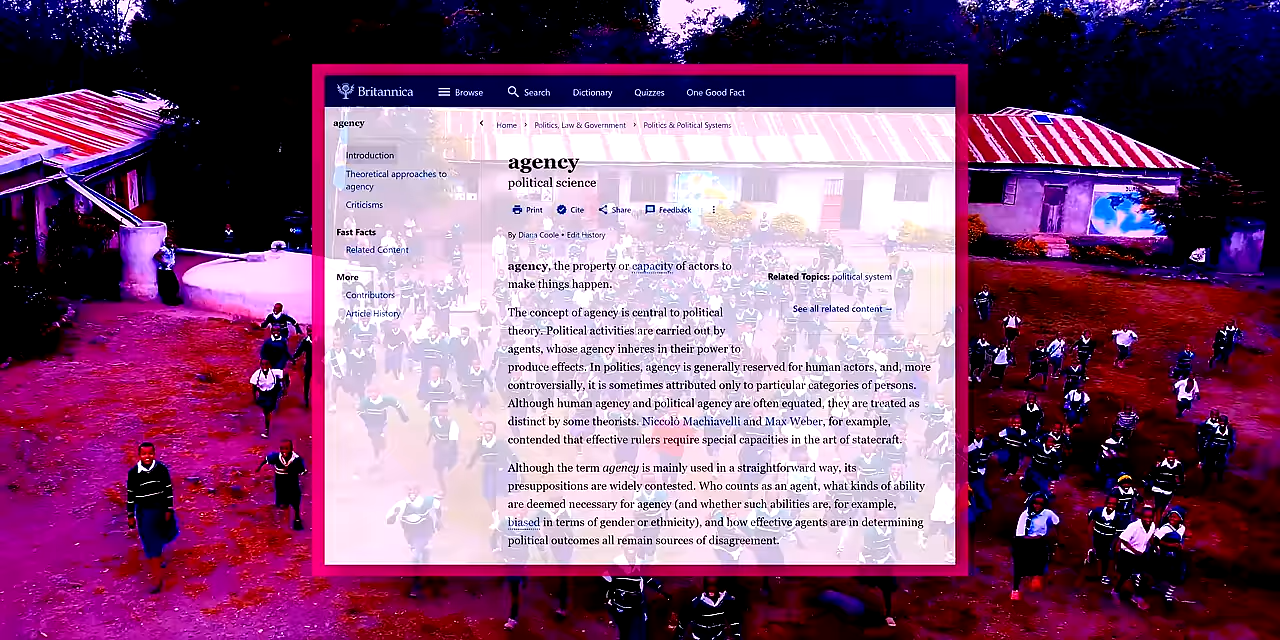 Britannica
Browse
Search
Dictionary
Quizzes
One Good Fact
agency
Introduction
Theoretical approaches to
agency
Criticisms
Fast Facts
Related Content
More
Contributors
Article History
Home › Politics, Law & Government › Politics & Political Systems
agency
political science
Print
Cite
Share
Feedback
By Diana Coole • Edit History
agency, the property or capacity of actors to
make things happen.
Related Topics: political system
See all related content →
The concept of agency is central to political
theory. Political activities are carried out by
agents, whose agency inheres in their power to
produce effects. In politics, agency is generally reserved for human actors, and, more
controversially, it is sometimes attributed only to particular categories of persons.
Although human agency and political agency are often equated, they are treated as
distinct by some theorists. Niccolò Machiavelli and Max Weber, for example,
contended that effective rulers require special capacities in the art of statecraft.
Although the term agency is mainly used in a straightforward way, its
presuppositions are widely contested. Who counts as an agent, what kinds of ability
are deemed necessary for agency (and whether such abilities are, for example,
biased in terms of gender or ethnicity), and how effective agents are in determining
political outcomes all remain sources of disagreement.